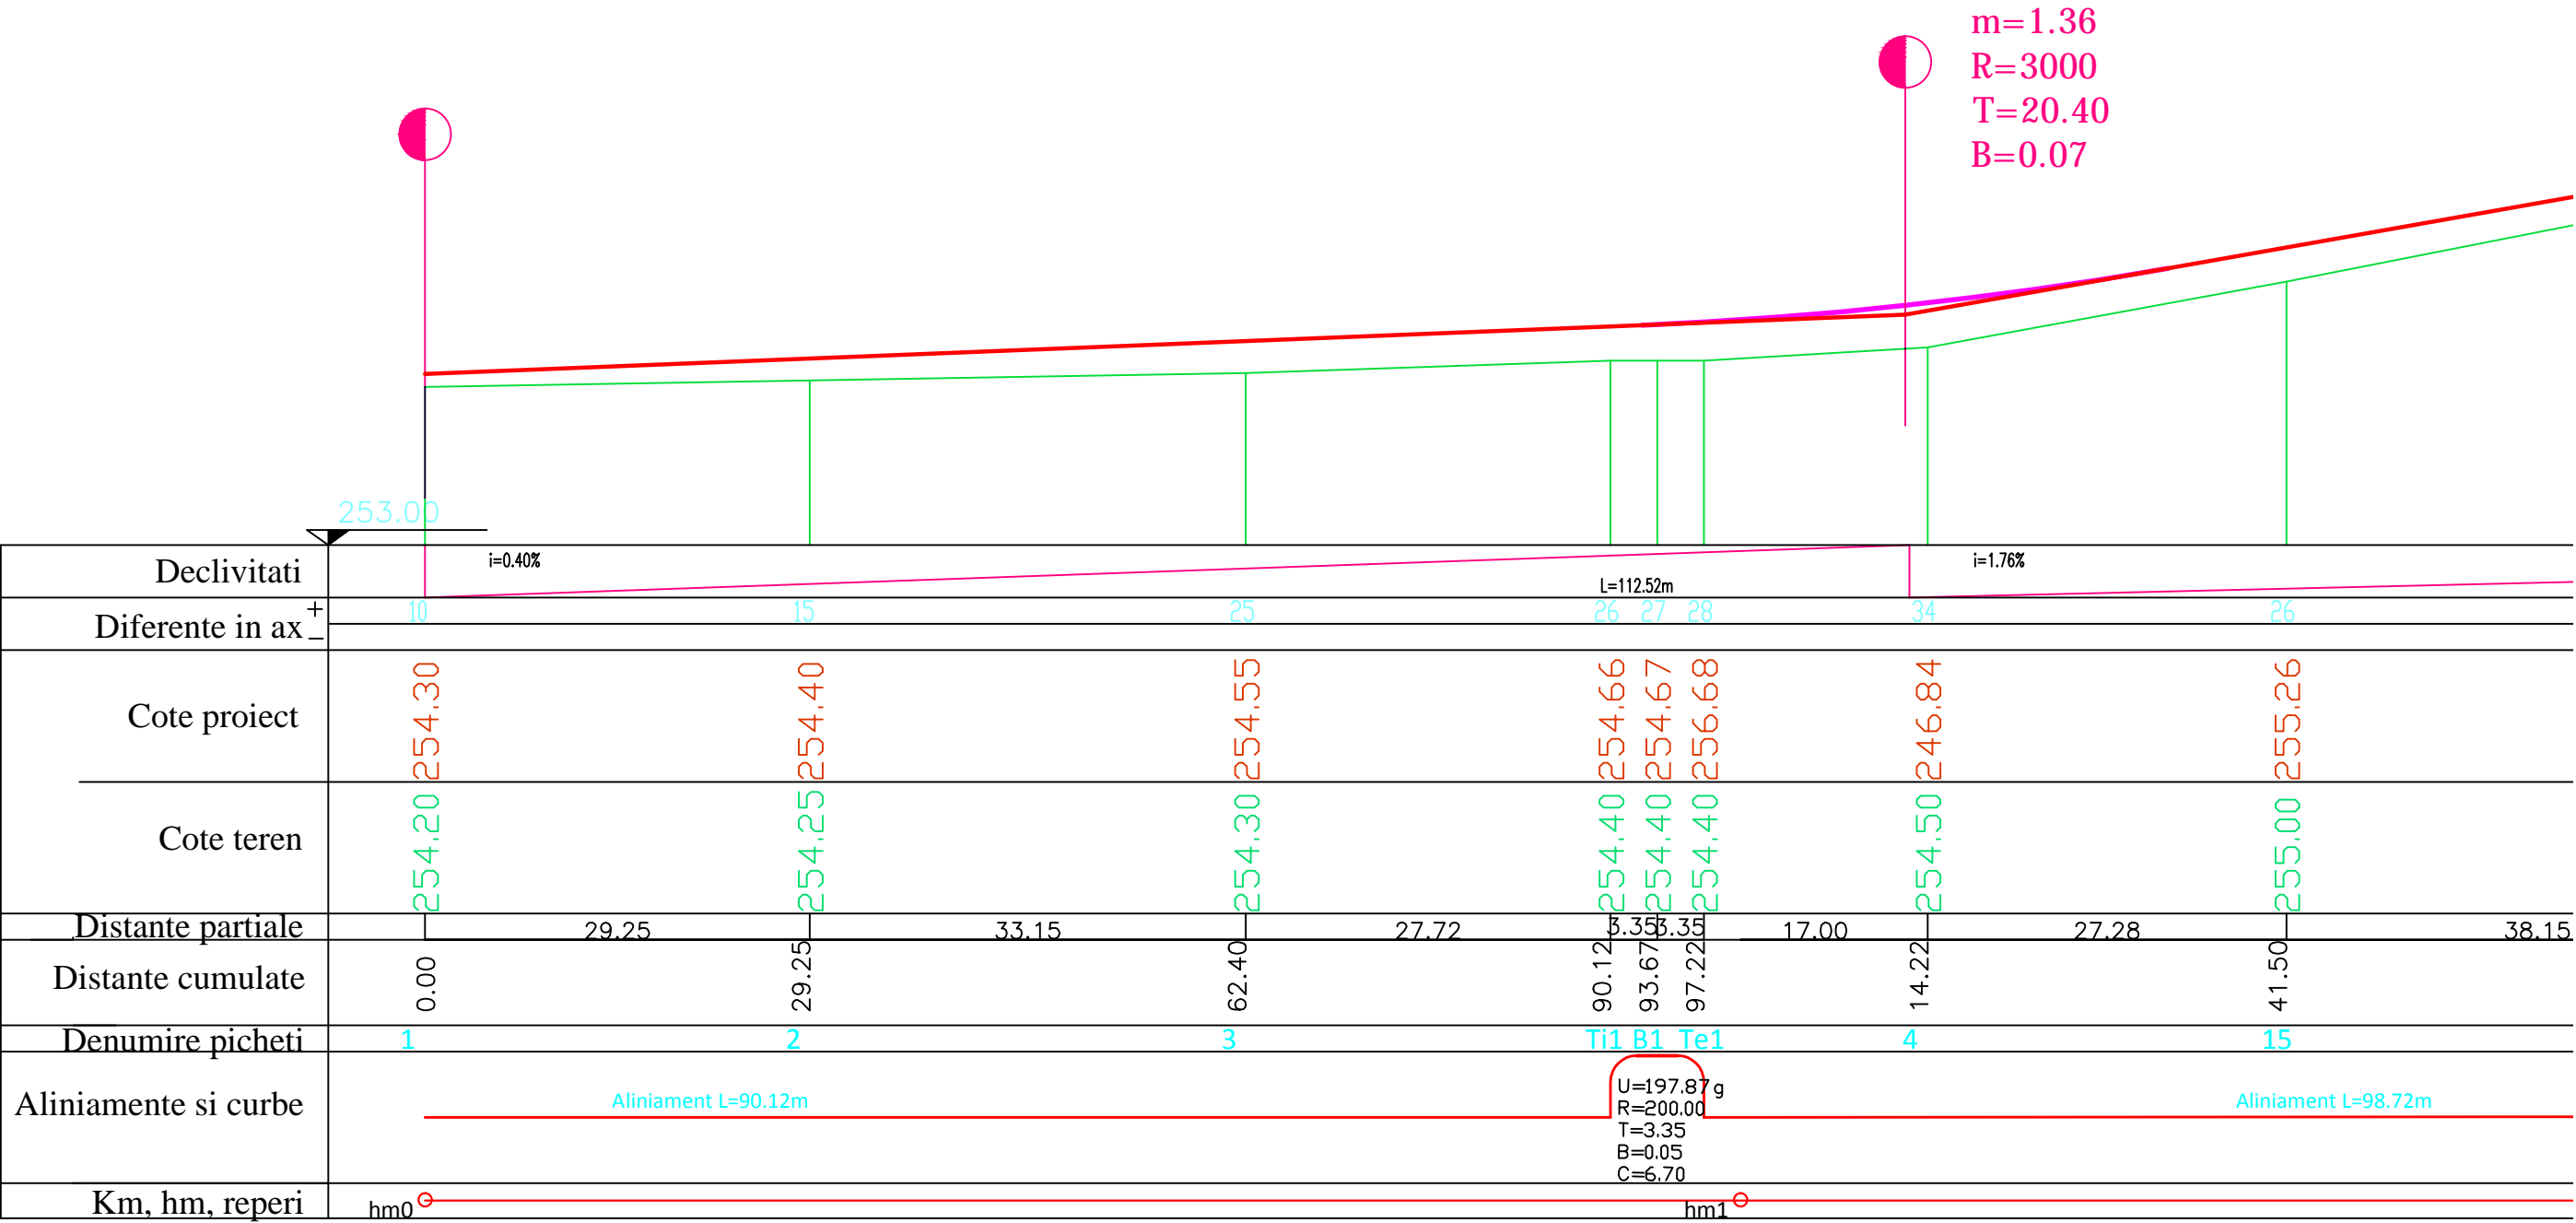 m=1.36
R=3000
T=20.40
B=0.07
253.00
Declivitati i=0.40% L=112.52m i=1.76%
Diferente in ax + − 10 15 25 26 27 28 34 26
Cote proiect 254.30 254.40 254.55 254.66 254.67 256.68 246.84 255.26
Cote teren 254.20 254.25 254.30 254.40 254.40 254.40 254.50 255.00
Distante partiale 29.25 33.15 27.72 3.35 3.35 17.00 27.28 38.15
Distante cumulate 0.00 29.25 62.40 90.12 93.67 97.22 14.22 41.50
Denumire picheti 1 2 3 Ti1 B1 Te1 4 15
Aliniamente si curbe Aliniament L=90.12m Aliniament L=98.72m
U=197.87g
R=200.00
T=3.35
B=0.05
C=6.70
Km, hm, reperi hm0 hm1